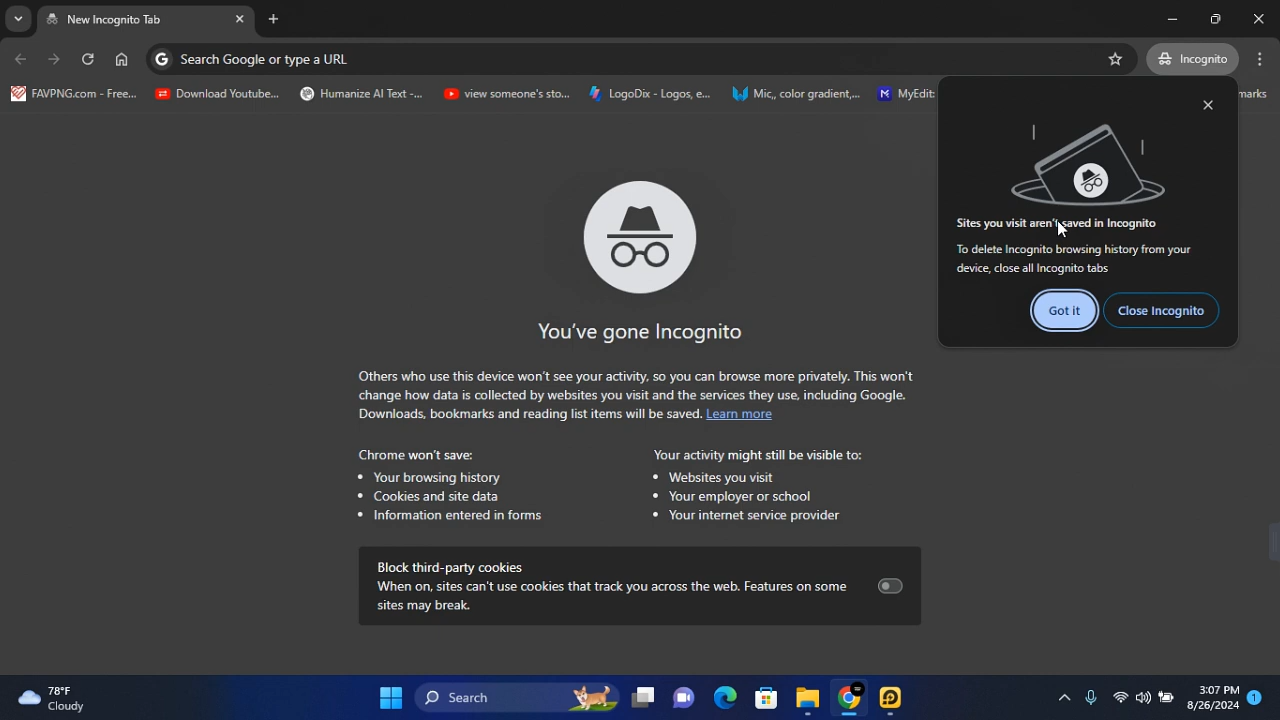 New Incognito Tab
Search Google or type a URL
Incognito
FAVPNG.com - Free...
Download Youtube...
Humanize AI Text -...
view someone's sto...
LogoDix - Logos, e...
Mic,, color gradient,...
MyEdit:
marks
Sites you visit aren't saved in Incognito
To delete Incognito browsing history from your
device, close all Incognito tabs
Got it
Close Incognito
You've gone Incognito
Others who use this device won't see your activity, so you can browse more privately. This won't
change how data is collected by websites you visit and the services they use, including Google.
Downloads, bookmarks and reading list items will be saved. Learn more
Chrome won't save:
• Your browsing history
• Cookies and site data
• Information entered in forms
Your activity might still be visible to:
• Websites you visit
• Your employer or school
• Your internet service provider
Block third-party cookies
When on, sites can't use cookies that track you across the web. Features on some
sites may break.
78°F
Cloudy
Search
3:07 PM
8/26/2024
1